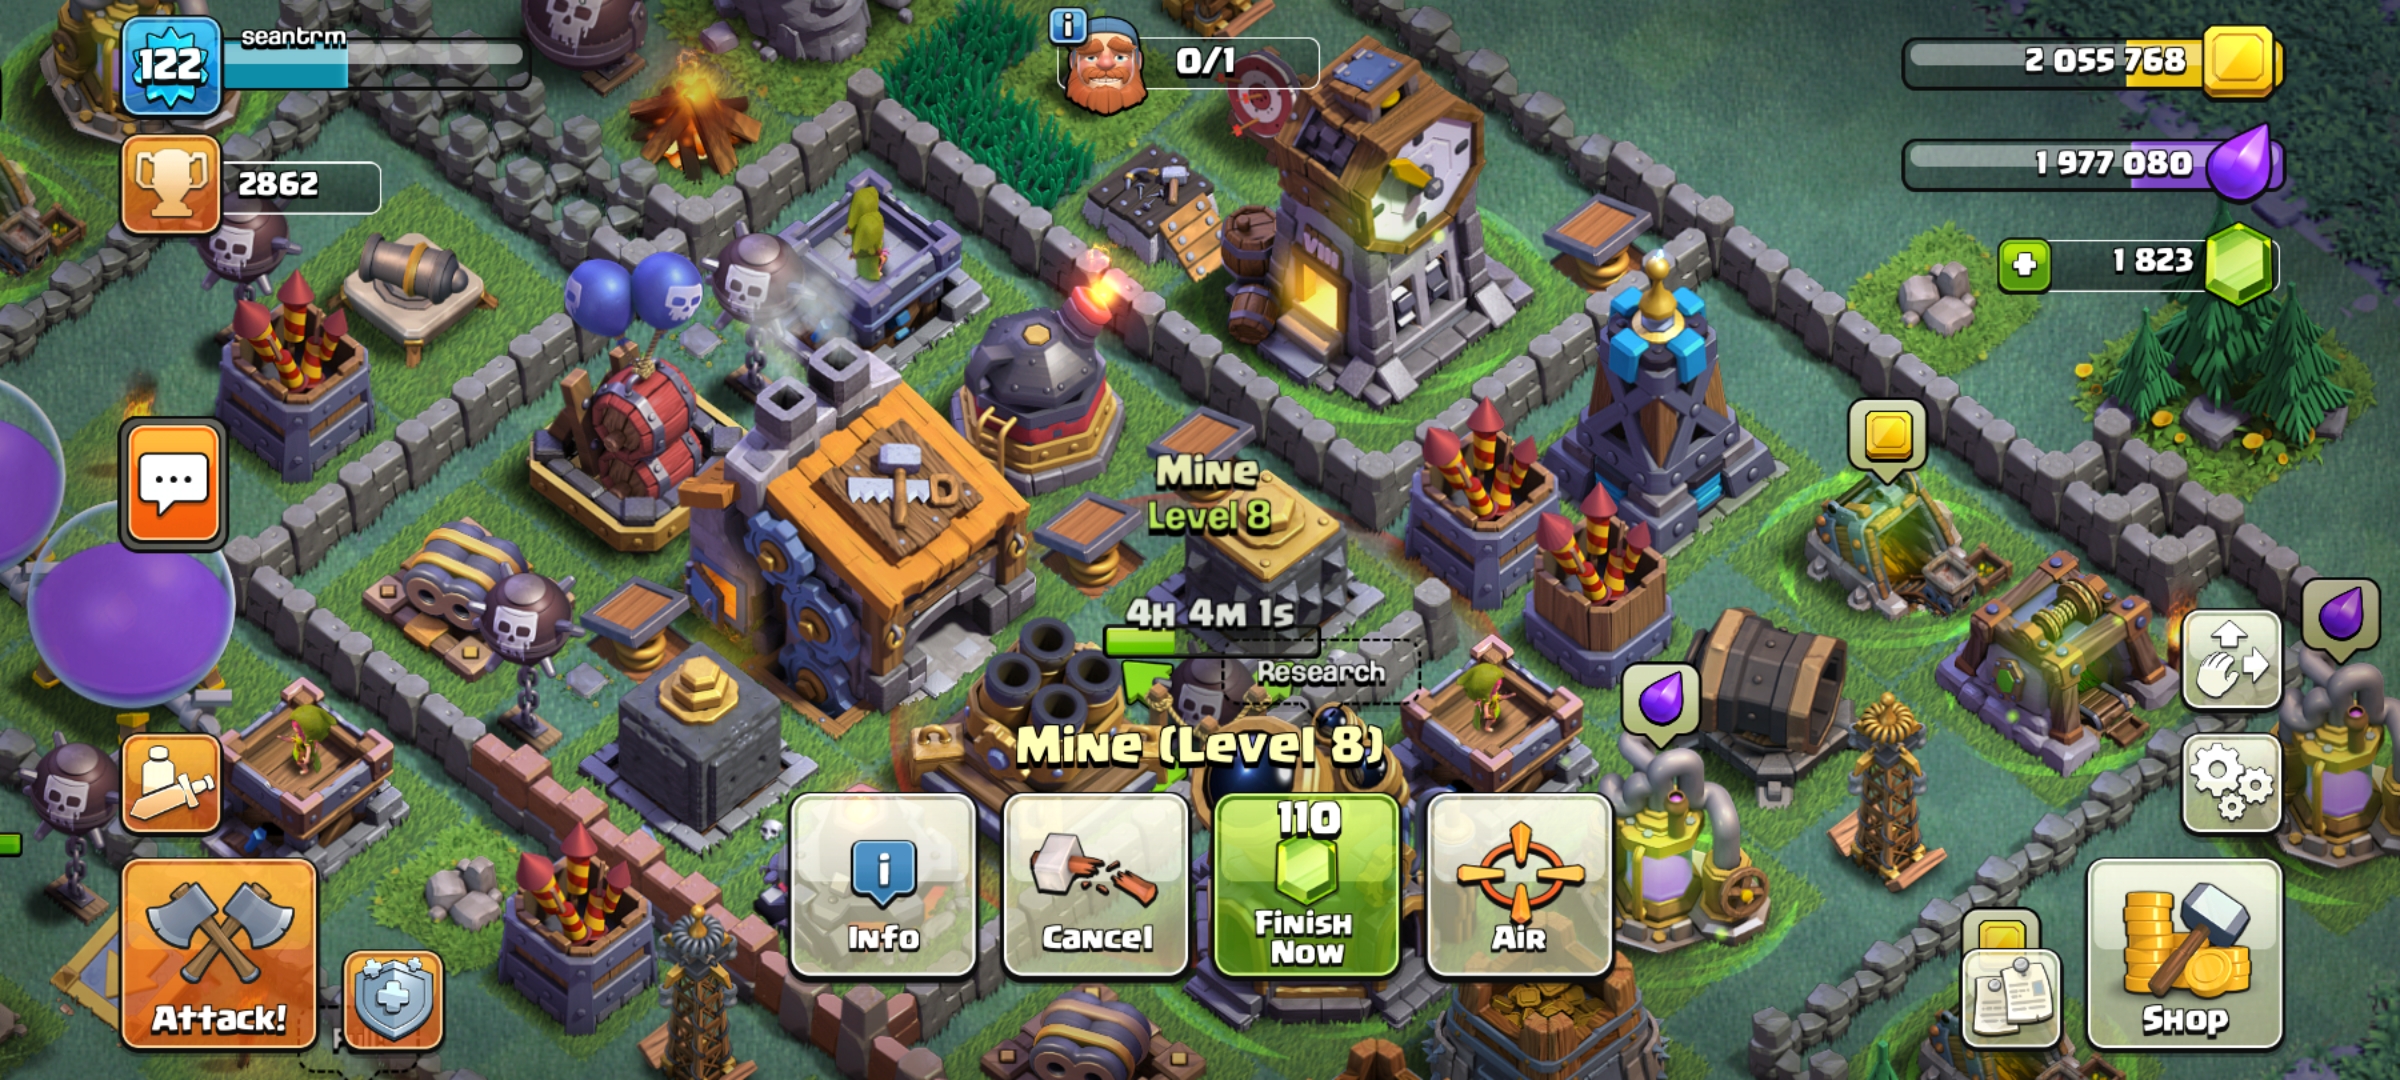 122
seantrm
0/1
2 055 768
2862
1 977 080
1 823
VIII
Mine
Level 8
4H 4M 1s
Research
Mine (Level 8)
Info
Cancel
110
Finish
Now
Air
Attack!
Shop